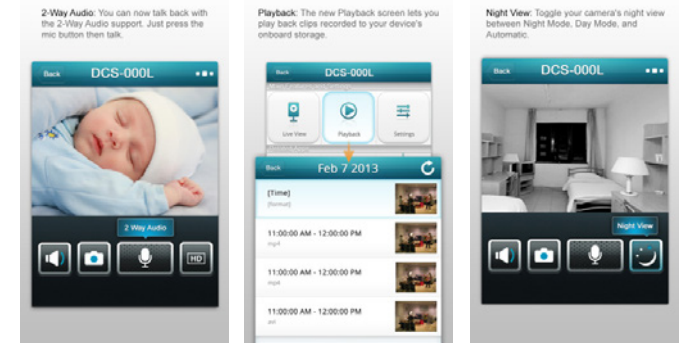 2-Way Audio: You can now talk back with
the 2-Way Audio support. Just press the
mic button then talk.
Back
DCS-000L
2 Way Audio
HD
Playback: The new Playback screen lets you
play back clips recorded to your device's
onboard storage.
Back
DCS-000L
Live View
Playback
Settings
Back
Feb 7 2013
[Time]
[Format]
11:00:00 AM - 12:00:00 PM
mp4
11:00:00 AM - 12:00:00 PM
mp4
11:00:00 AM - 12:00:00 PM
avi
Night View: Toggle your camera's night view
between Night Mode, Day Mode, and
Automatic.
Back
DCS-000L
Night View